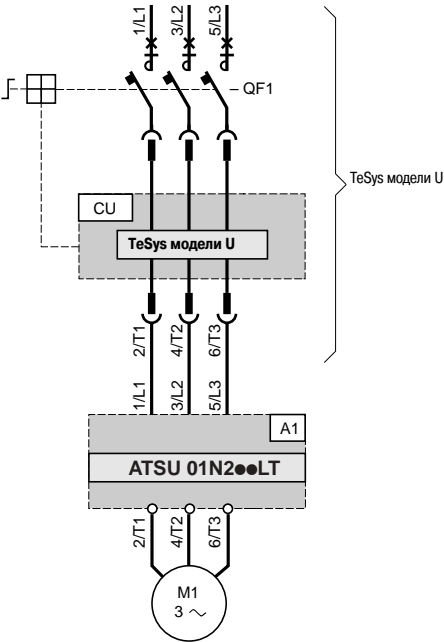 1/L1
3/L2
5/L3
QF1
TeSys модели U
CU
TeSys модели U
2/T1
4/T2
6/T3
1/L1
3/L2
5/L3
A1
ATSU 01N2●●LT
2/T1
4/T2
6/T3
M1
3 ~